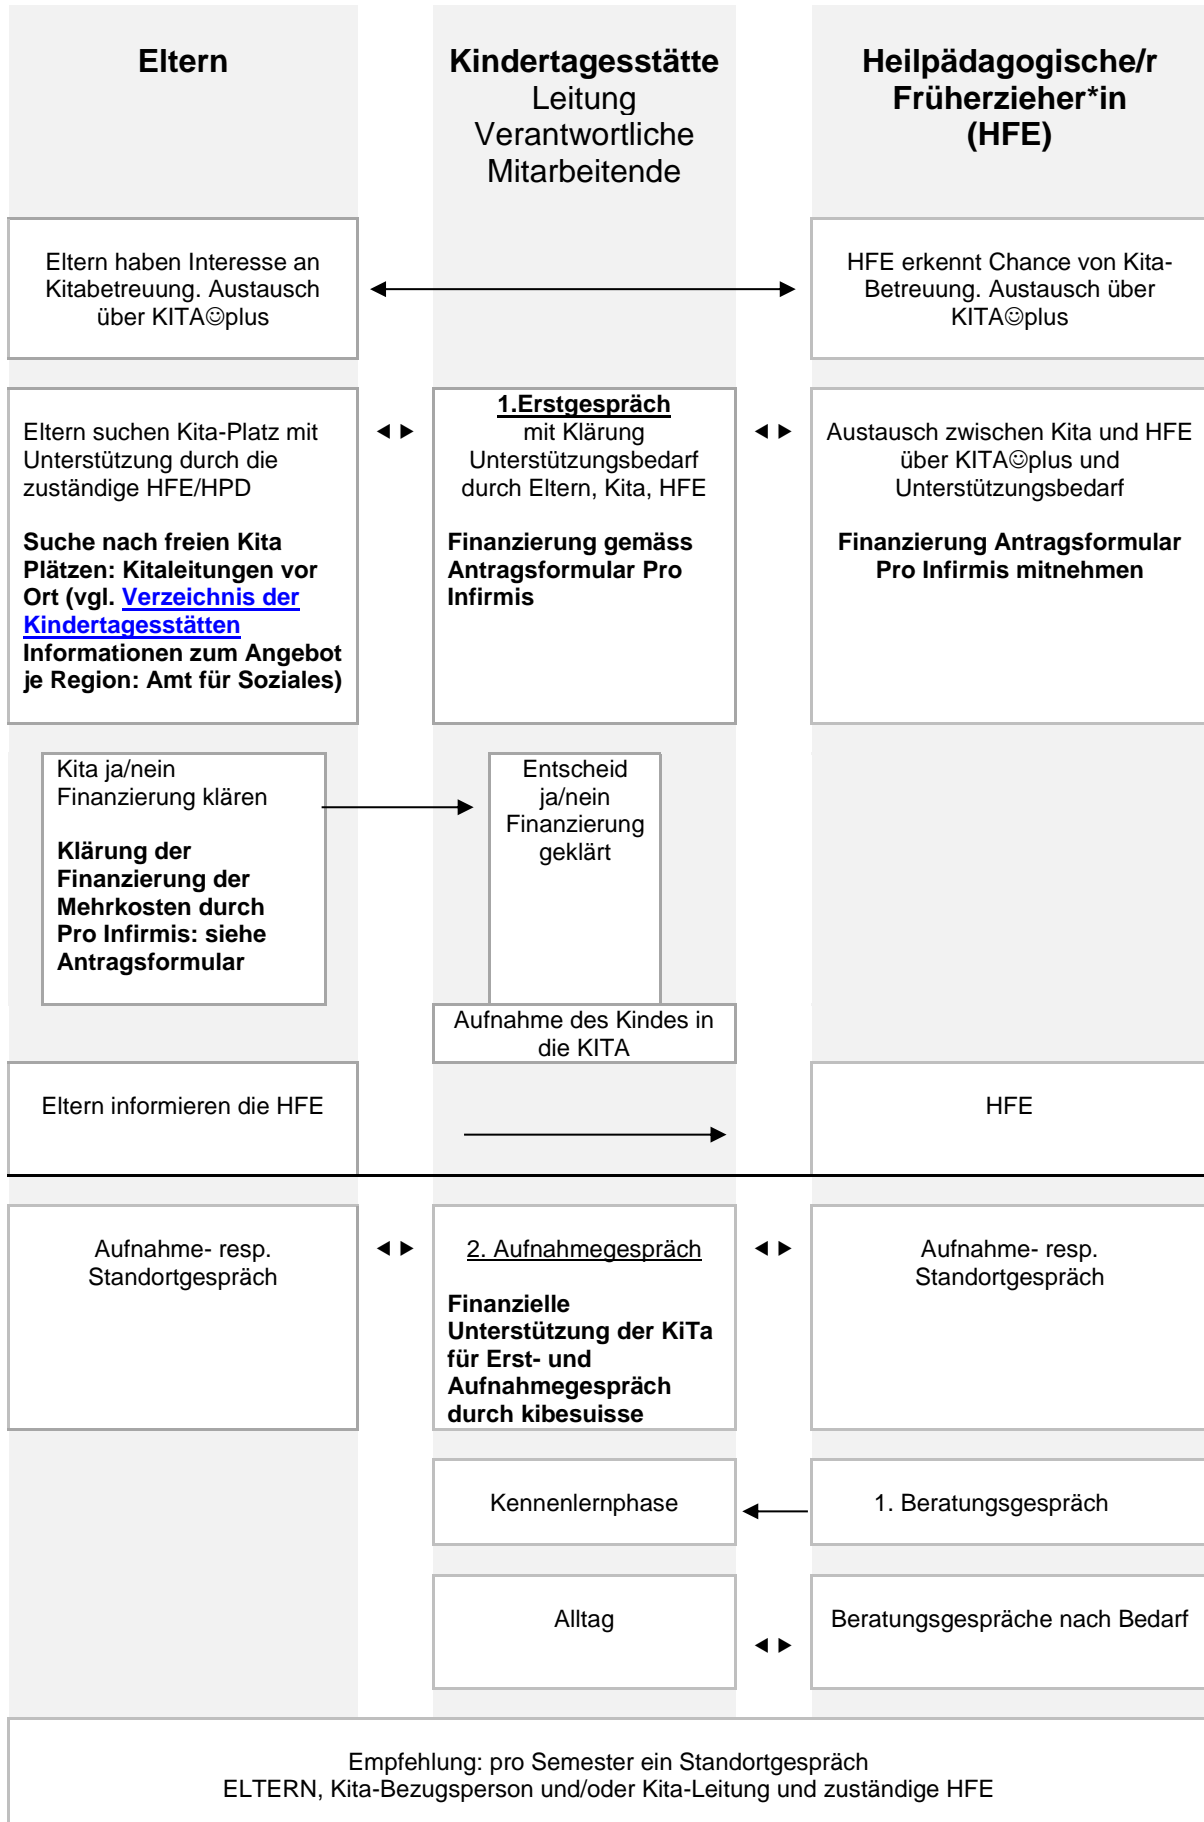 Eltern
Kindertagesstätte
Leitung
Verantwortliche
Mitarbeitende
Heilpädagogische/r
Früherzieher*in
(HFE)
Eltern haben Interesse an
Kitabetreuung. Austausch
über KITA☺plus
HFE erkennt Chance von Kita-
Betreuung. Austausch über
KITA☺plus
Eltern suchen Kita-Platz mit
Unterstützung durch die
zuständige HFE/HPD
Suche nach freien Kita
Plätzen: Kitaleitungen vor
Ort (vgl. Verzeichnis der
Kindertagesstätten
Informationen zum Angebot
je Region: Amt für Soziales)
1.Erstgespräch
mit Klärung
Unterstützungsbedarf
durch Eltern, Kita, HFE
Finanzierung gemäss
Antragsformular Pro
Infirmis
Austausch zwischen Kita und HFE
über KITA☺plus und
Unterstützungsbedarf
Finanzierung Antragsformular
Pro Infirmis mitnehmen
Kita ja/nein
Finanzierung klären
Klärung der
Finanzierung der
Mehrkosten durch
Pro Infirmis: siehe
Antragsformular
Entscheid
ja/nein
Finanzierung
geklärt
Aufnahme des Kindes in
die KITA
Eltern informieren die HFE
HFE
Aufnahme- resp.
Standortgespräch
2. Aufnahmegespräch
Finanzielle
Unterstützung der KiTa
für Erst- und
Aufnahmegespräch
durch kibesuisse
Aufnahme- resp.
Standortgespräch
Kennenlernphase
1. Beratungsgespräch
Alltag
Beratungsgespräche nach Bedarf
Empfehlung: pro Semester ein Standortgespräch
ELTERN, Kita-Bezugsperson und/oder Kita-Leitung und zuständige HFE